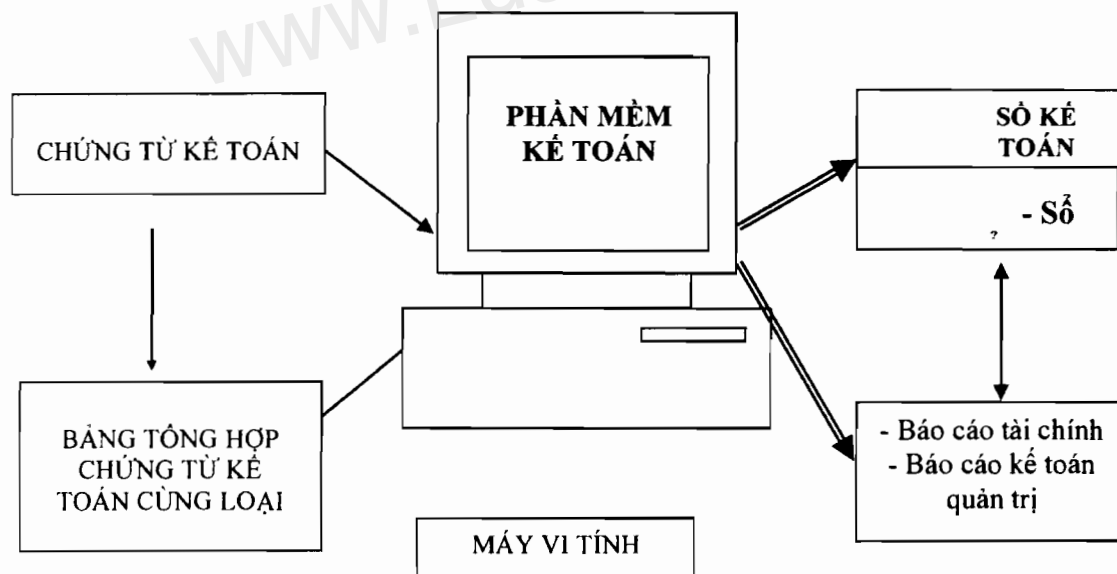 CHỨNG TỪ KẾ TOÁN
PHẦN MỀM
KẾ TOÁN
SỔ KẾ
TOÁN
- Sổ
?
BẢNG TỔNG HỢP
CHỨNG TỪ KẾ
TOÁN CÙNG LOẠI
- Báo cáo tài chính
- Báo cáo kế toán
quản trị
MÁY VI TÍNH